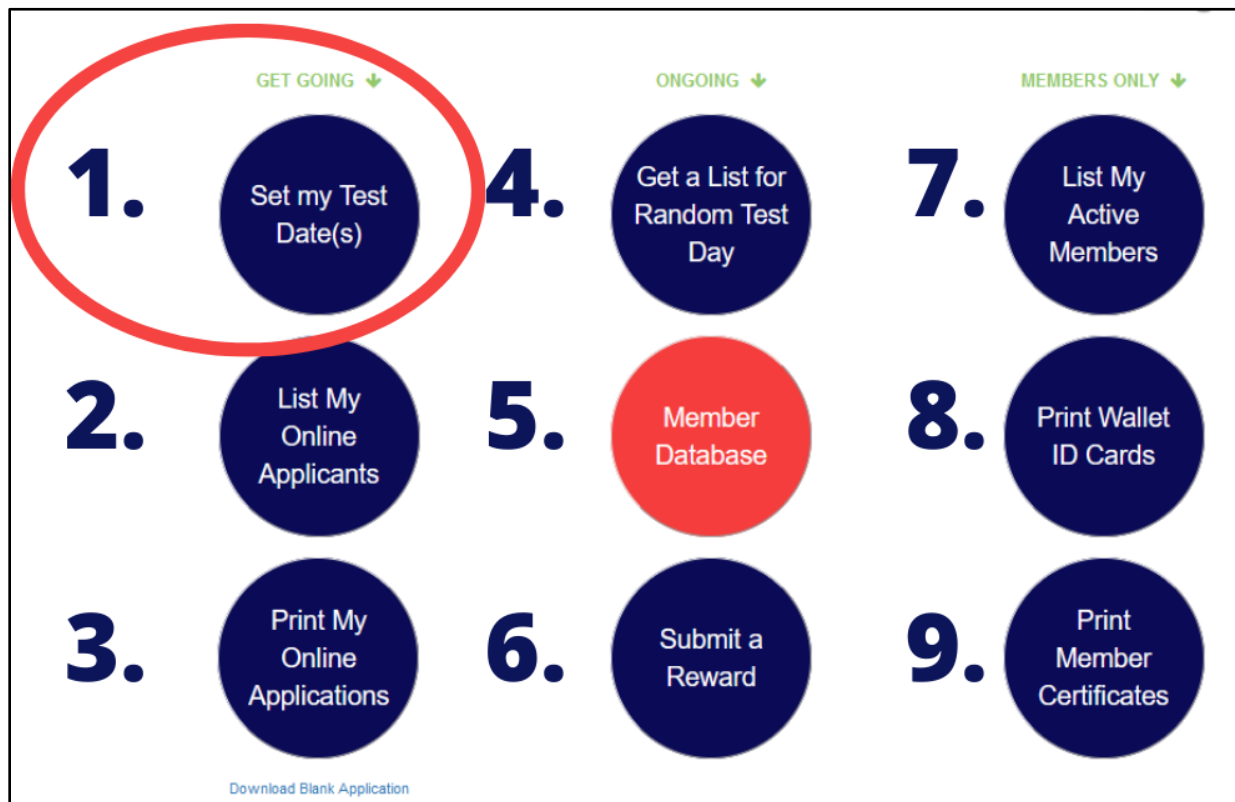 GET GOING
1.
Set my Test
Date(s)
2.
List My
Online
Applicants
3.
Print My
Online
Applications
Download Blank Application
ONGOING
4.
Get a List for
Random Test
Day
5.
Member
Database
6.
Submit a
Reward
MEMBERS ONLY
7.
List My
Active
Members
8.
Print Wallet
ID Cards
9.
Print
Member
Certificates